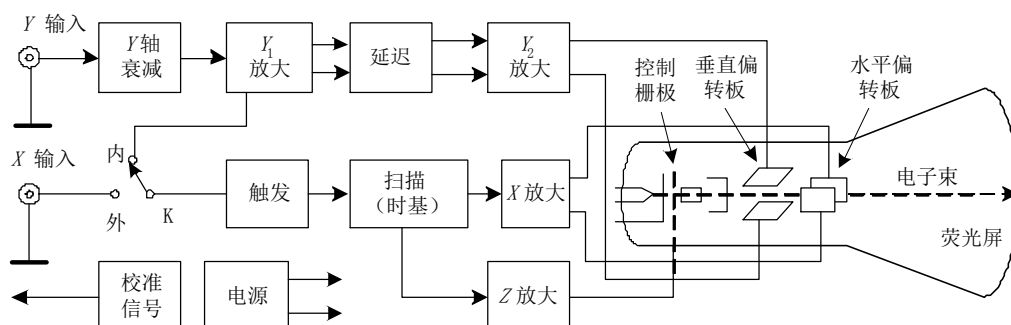 Y 输入
Y轴
衰减
Y1
放大
延迟
Y2
放大
控制
栅极
垂直偏
转板
水平偏
转板
X 输入
内
外
K
触发
扫描
（时基）
X 放大
电子束
荧光屏
校准
信号
电源
Z 放大